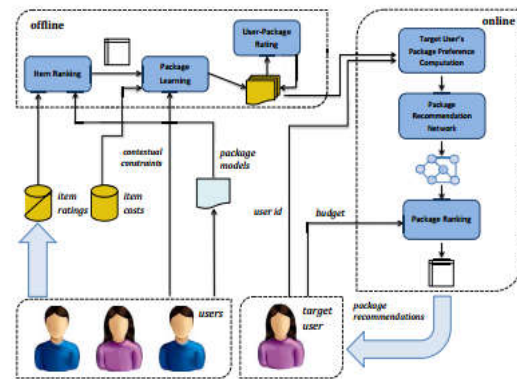 offline
online
User-Package
Rating
Target User's
Package Preference
Computation
Item Ranking
Package
Learning
Package
Recommendation
Network
contextual
constraints
package
models
item
ratings
item
costs
user id
budget
Package Ranking
users
target
user
package
recommendations